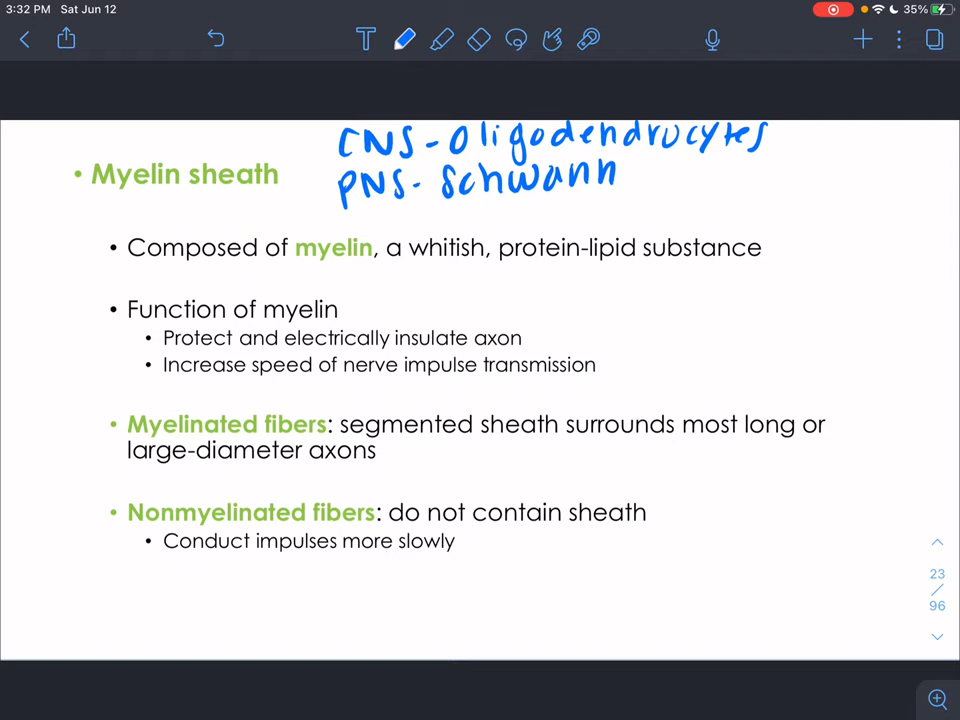 3:32 PM Sat Jun 12
35%
CNS - Oligodendrocytes
• Myelin sheath
PNS - Schwann
• Composed of myelin, a whitish, protein-lipid substance
• Function of myelin
• Protect and electrically insulate axon
• Increase speed of nerve impulse transmission
• Myelinated fibers: segmented sheath surrounds most long or
large-diameter axons
• Nonmyelinated fibers: do not contain sheath
• Conduct impulses more slowly
23
/
96